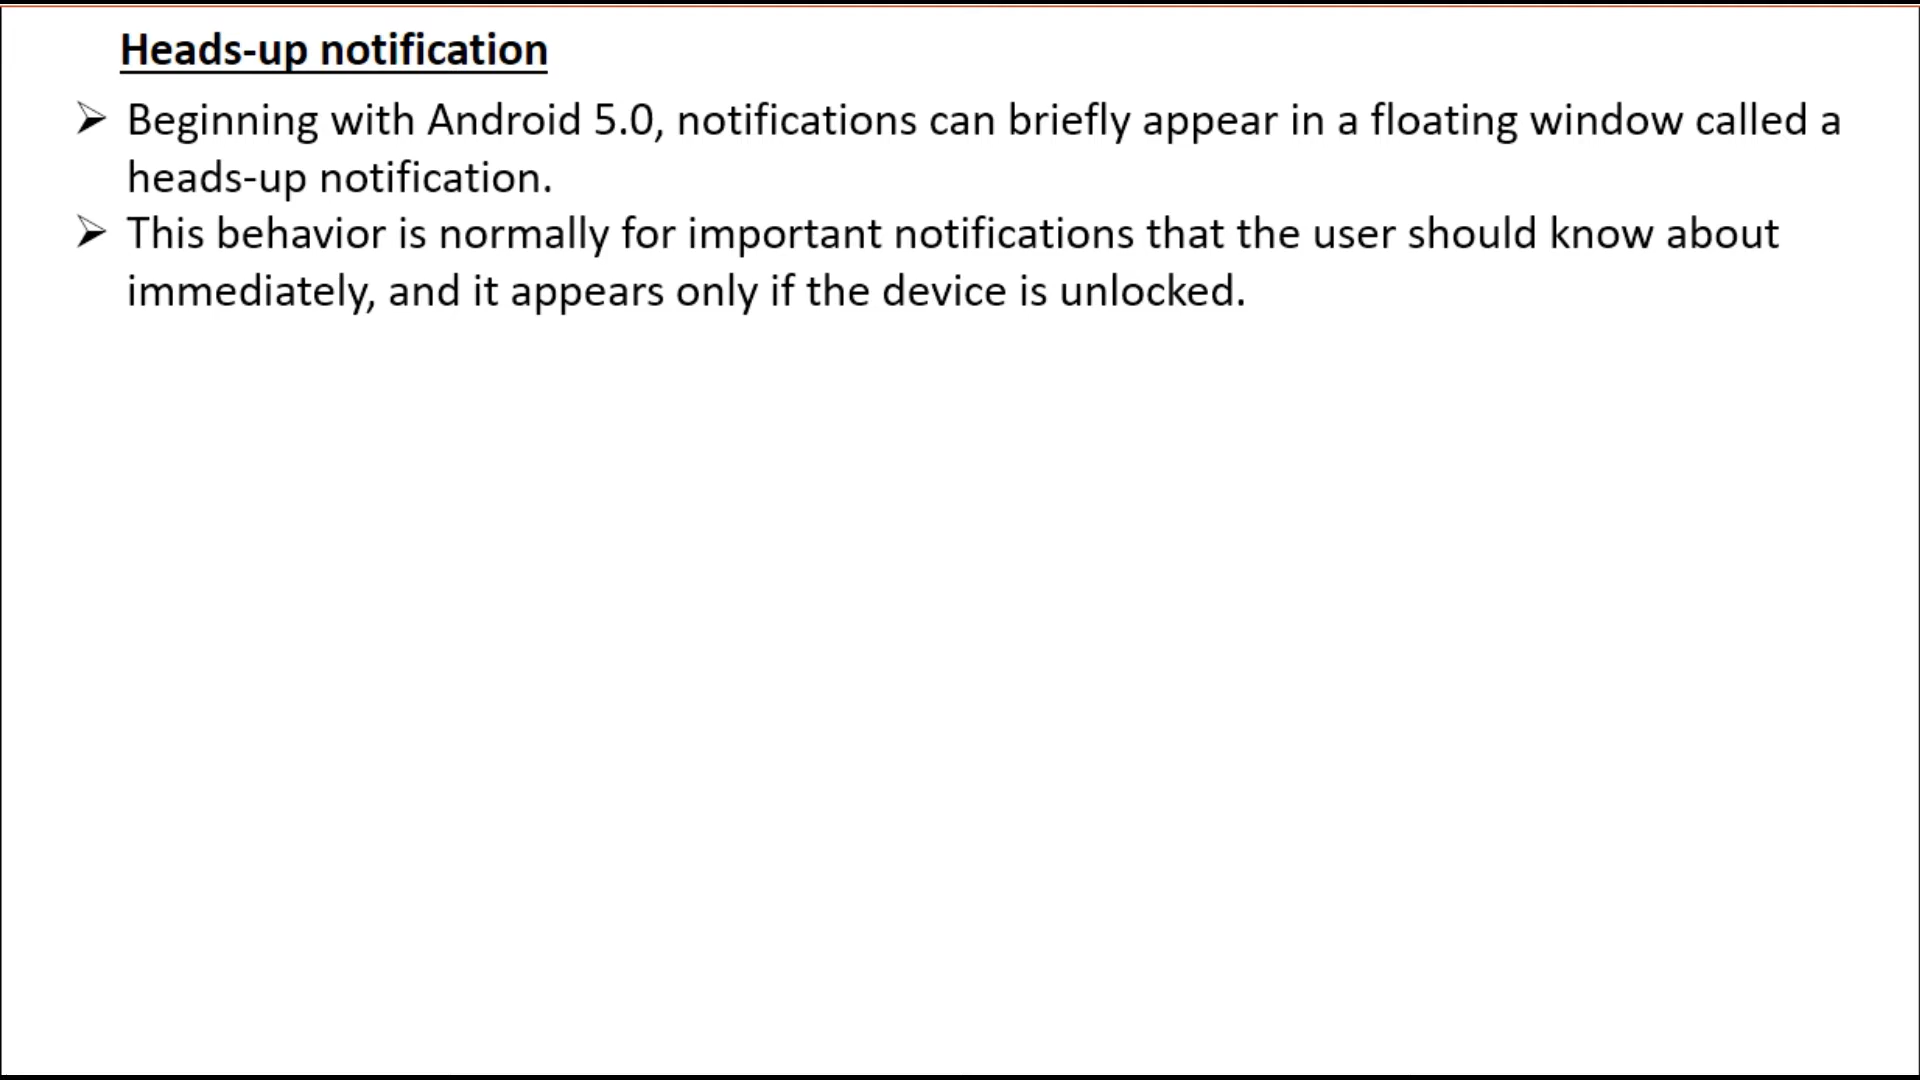 Heads-up notification
➢ Beginning with Android 5.0, notifications can briefly appear in a floating window called a
heads-up notification.
➢ This behavior is normally for important notifications that the user should know about
immediately, and it appears only if the device is unlocked.